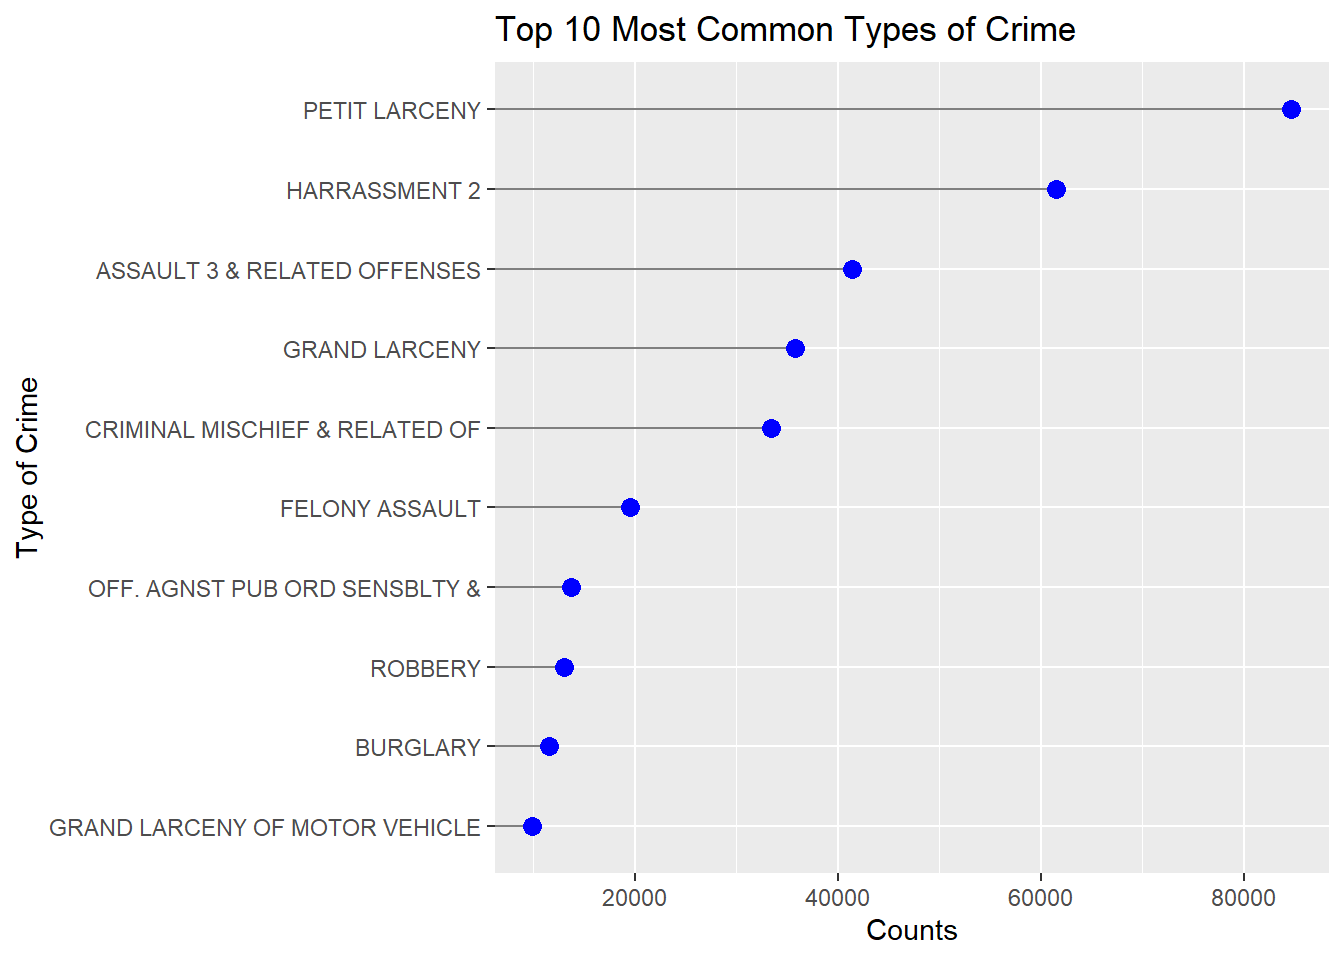 Top 10 Most Common Types of Crime
PETIT LARCENY
HARRASSMENT 2
ASSAULT 3 & RELATED OFFENSES
GRAND LARCENY
CRIMINAL MISCHIEF & RELATED OF
FELONY ASSAULT
OFF. AGNST PUB ORD SENSBLTY &
ROBBERY
BURGLARY
GRAND LARCENY OF MOTOR VEHICLE
Type of Crime
20000 40000 60000 80000
Counts